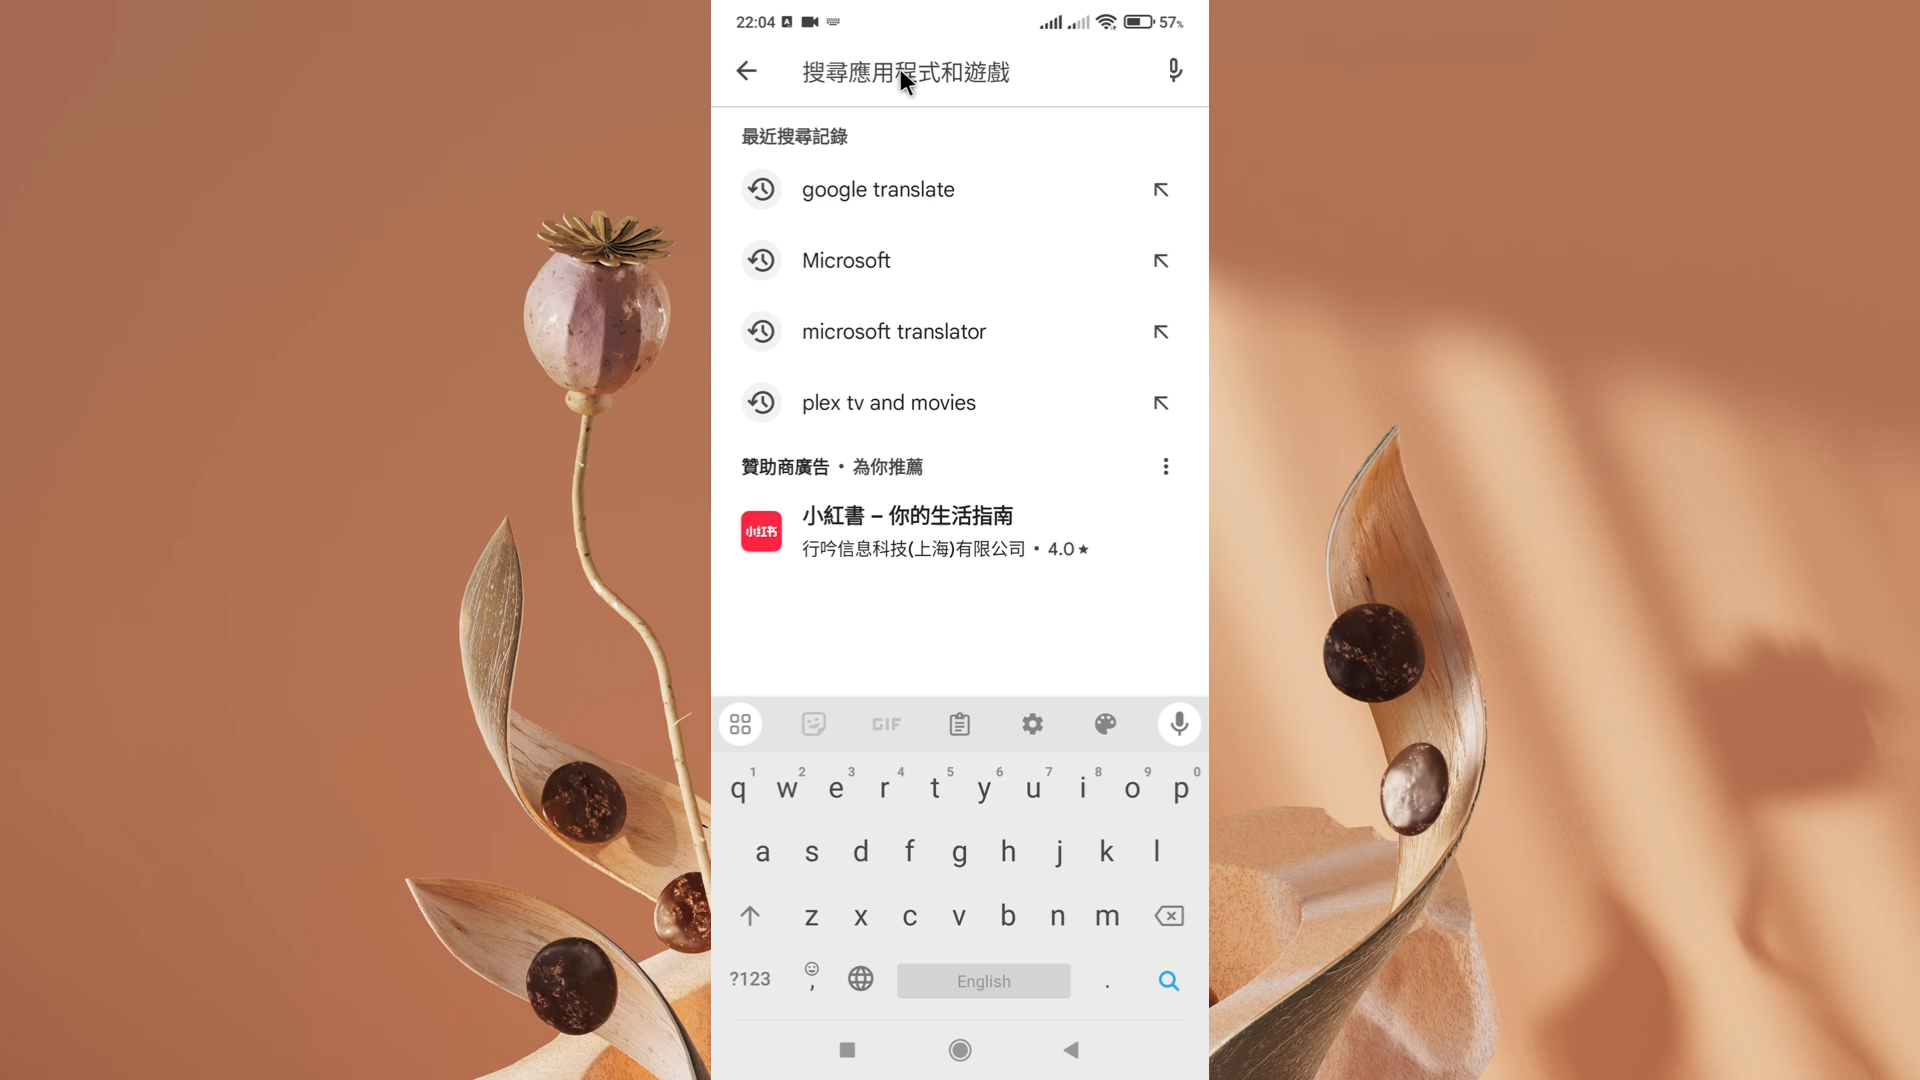 22:04 57%
搜尋應用程式和遊戲
最近搜尋記錄
google translate
Microsoft
microsoft translator
plex tv and movies
贊助商廣告 • 為你推薦
小紅書 – 你的生活指南
小红书
行吟信息科技(上海)有限公司 • 4.0★
GIF
1 2 3 4 5 6 7 8 9 0
q w e r t y u i o p
a s d f g h j k l
z x c v b n m
?123 , English .